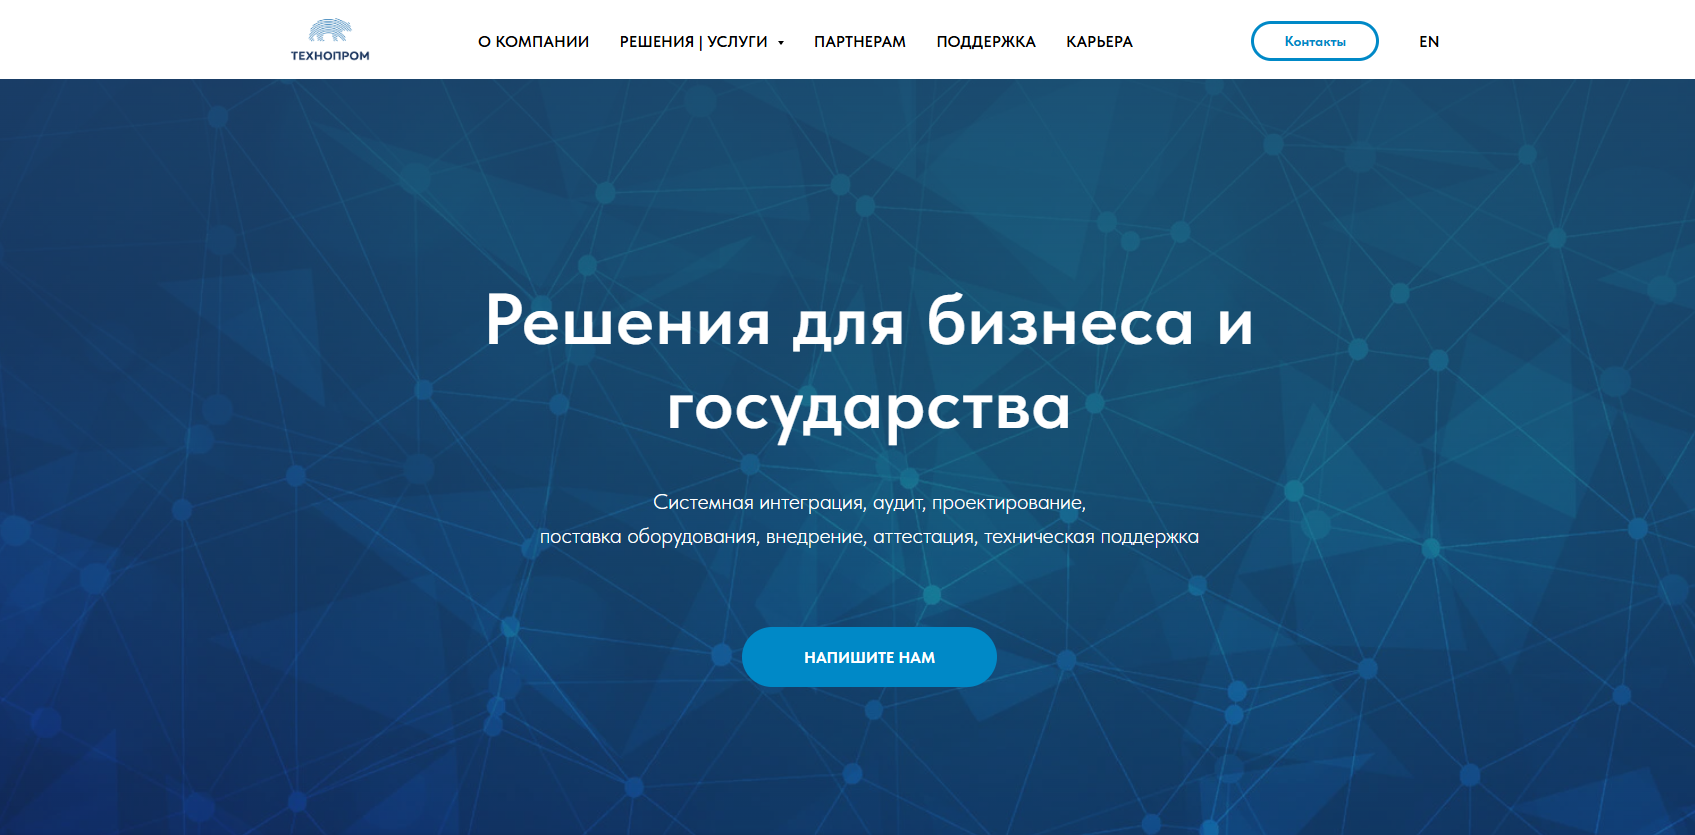 ТЕХНОПРОМ
О КОМПАНИИ
РЕШЕНИЯ | УСЛУГИ
ПАРТНЕРАМ
ПОДДЕРЖКА
КАРЬЕРА
Контакты
EN
Решения для бизнеса и
государства
Системная интеграция, аудит, проектирование,
поставка оборудования, внедрение, аттестация, техническая поддержка
НАПИШИТЕ НАМ